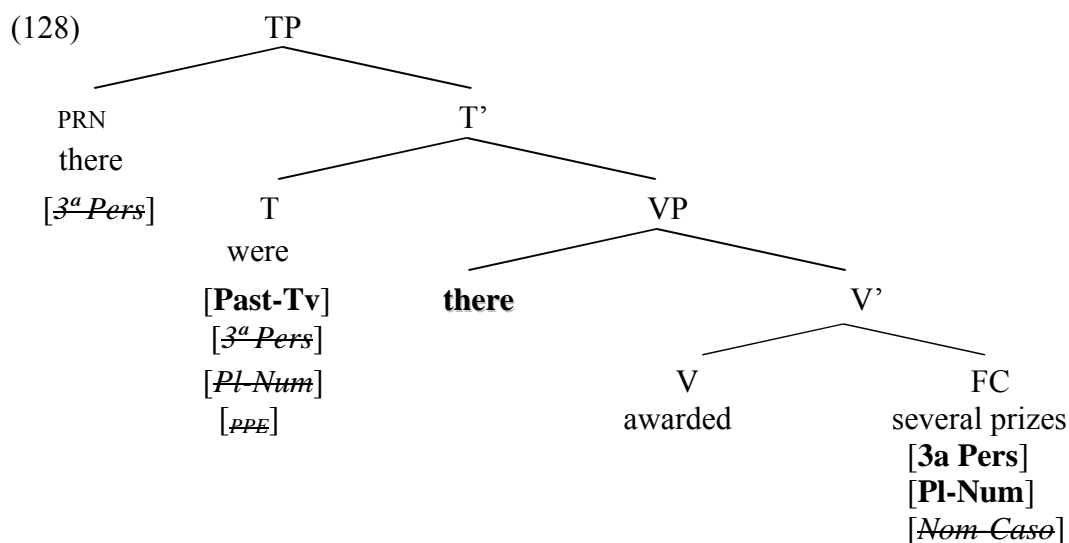 (128) TP
PRN T’
there
[3ª Pers] T VP
were
[Past-Tv] there V’
[3ª Pers]
[Pl-Num] V FC
[PPE] awarded several prizes
[3a Pers]
[Pl-Num]
[Nom-Caso]